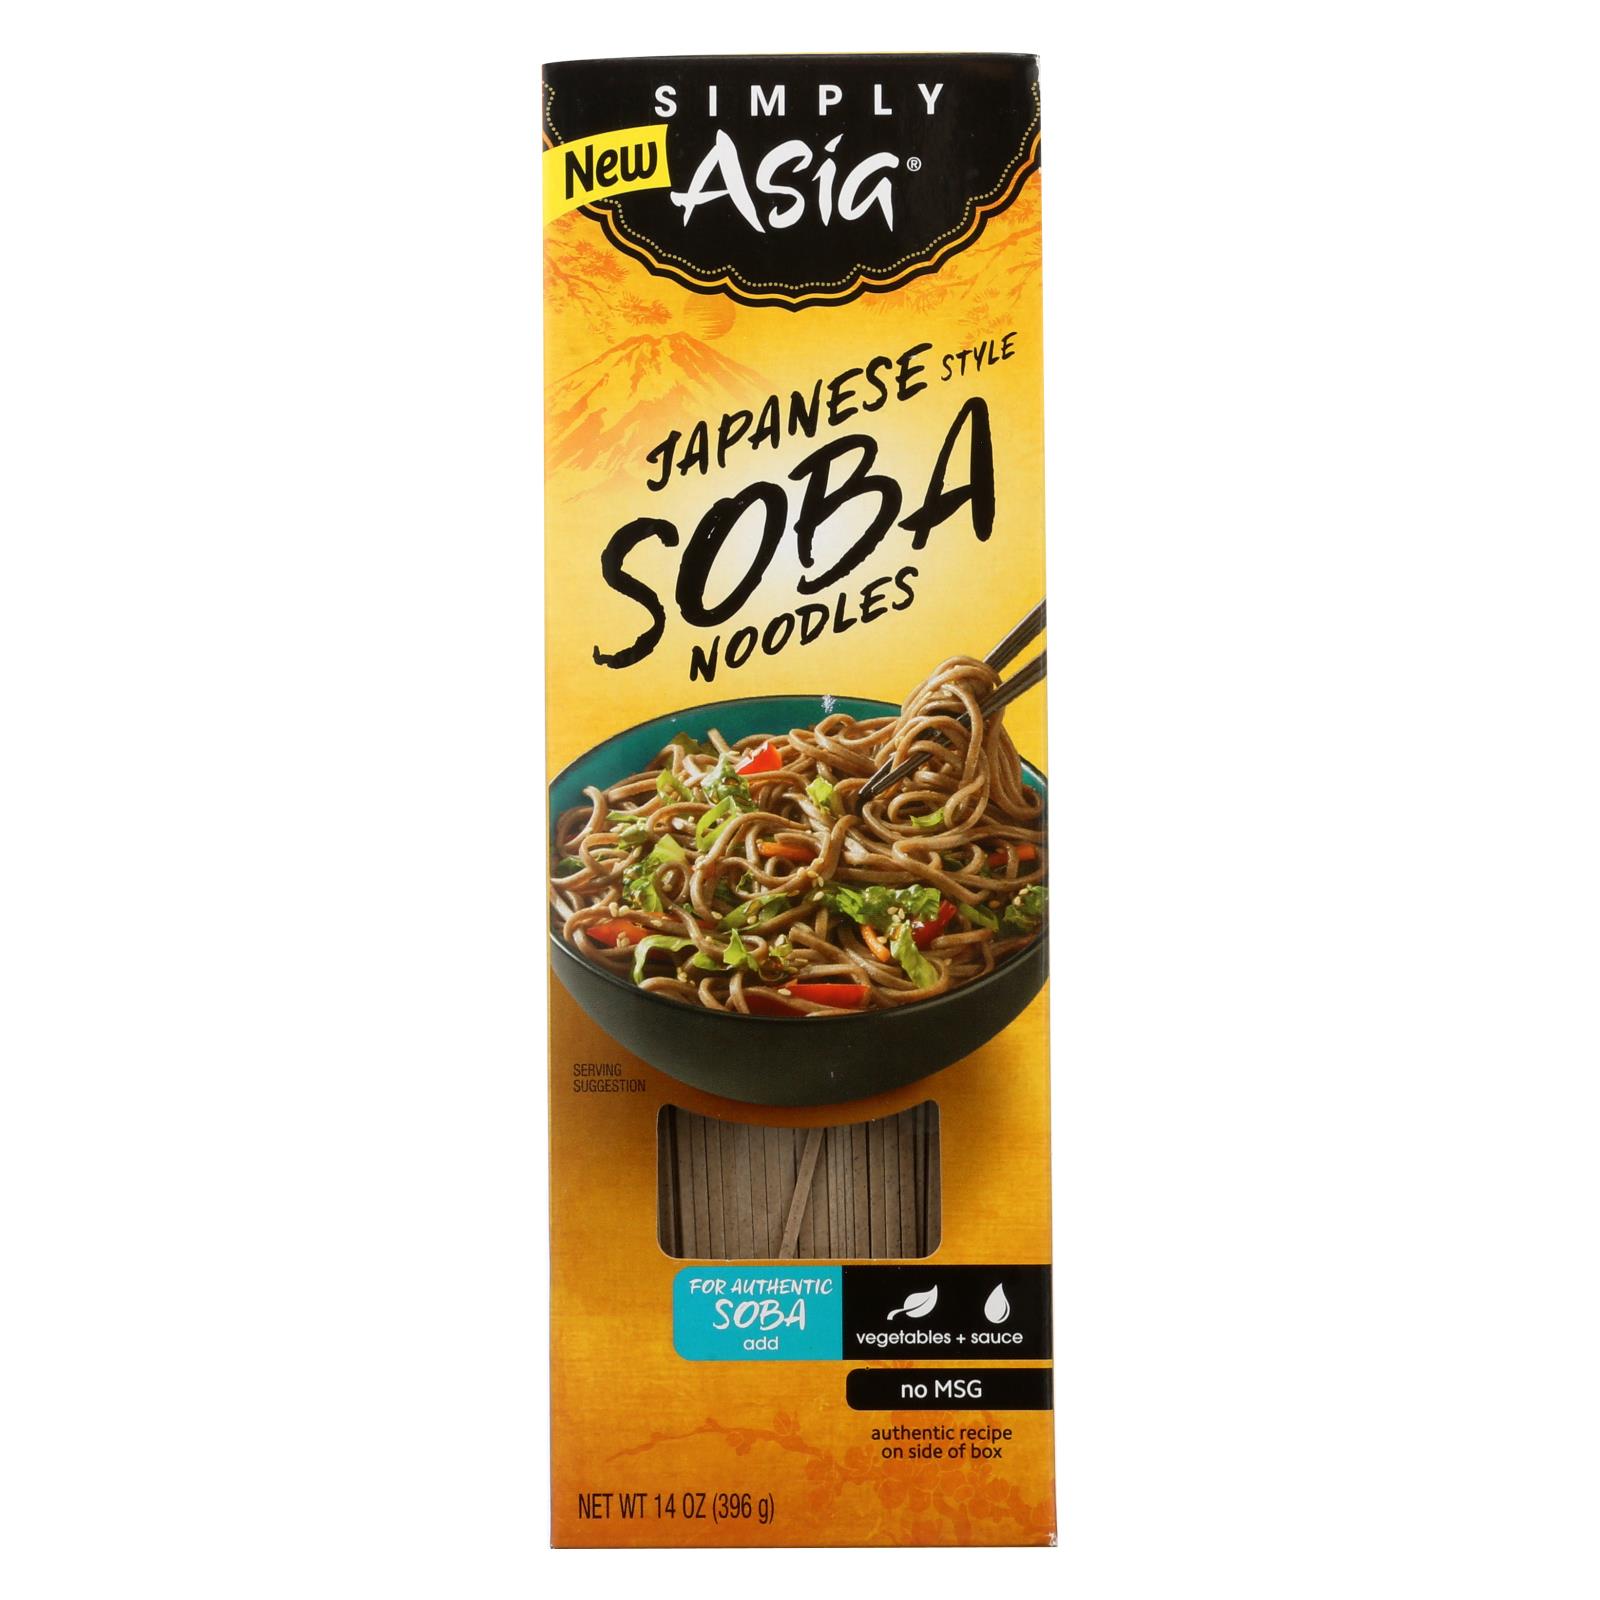 SIMPLY
New
Asia®
JAPANESE STYLE
SOBA
NOODLES
SERVING
SUGGESTION
FOR AUTHENTIC
SOBA
add
vegetables + sauce
no MSG
authentic recipe
on side of box
NET WT 14 OZ (396 g)